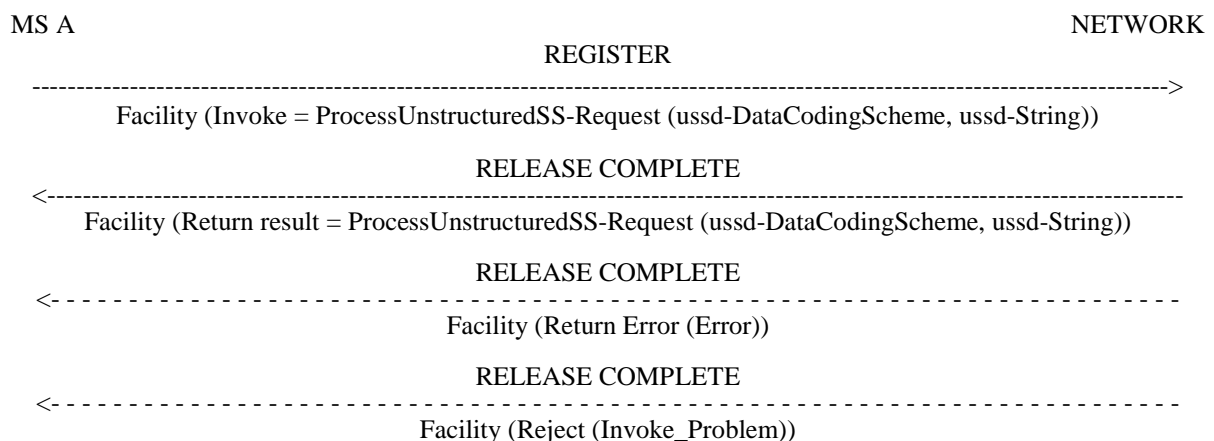 MS A NETWORK
REGISTER
------------------------------------------------------------------------------------------------------------------------------------>
Facility (Invoke = ProcessUnstructuredSS-Request (ussd-DataCodingScheme, ussd-String))
RELEASE COMPLETE
<------------------------------------------------------------------------------------------------------------------------------------
Facility (Return result = ProcessUnstructuredSS-Request (ussd-DataCodingScheme, ussd-String))
RELEASE COMPLETE
<- - - - - - - - - - - - - - - - - - - - - - - - - - - - - - - - - - - - - - - - - - - - - - - - - - - - - - - - - - - - - - - - - - - - - - - - - -
Facility (Return Error (Error))
RELEASE COMPLETE
<- - - - - - - - - - - - - - - - - - - - - - - - - - - - - - - - - - - - - - - - - - - - - - - - - - - - - - - - - - - - - - - - - - - - - - - - - -
Facility (Reject (Invoke_Problem))